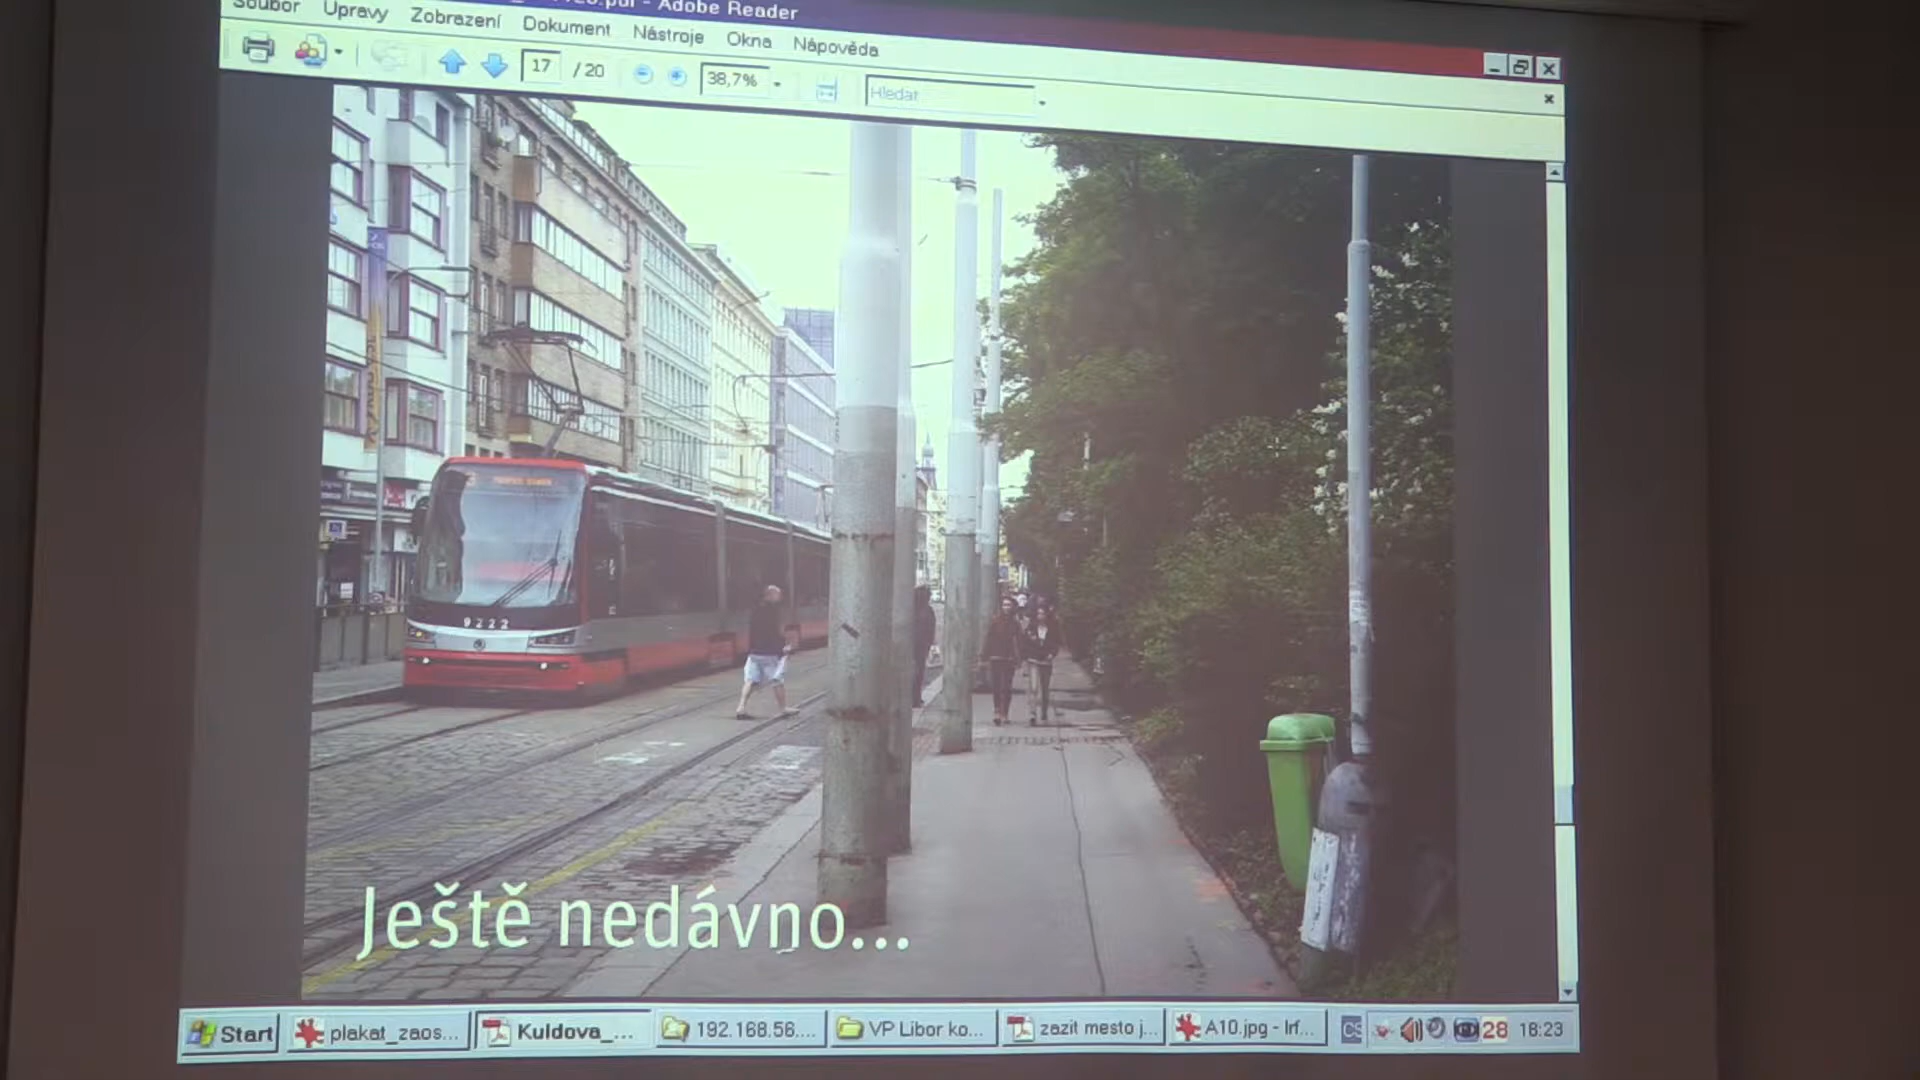 Adobe Reader
Soubor Úpravy Zobrazení Dokument Nástroje Okna Nápověda
17 / 20 38,7% Hledat
9222
Ještě nedávno...
Start plakat_zaos... Kuldova_... 192.168.56.... VP Libor ko... zazit mesto j... A10.jpg - Irf... CS 28 18:23